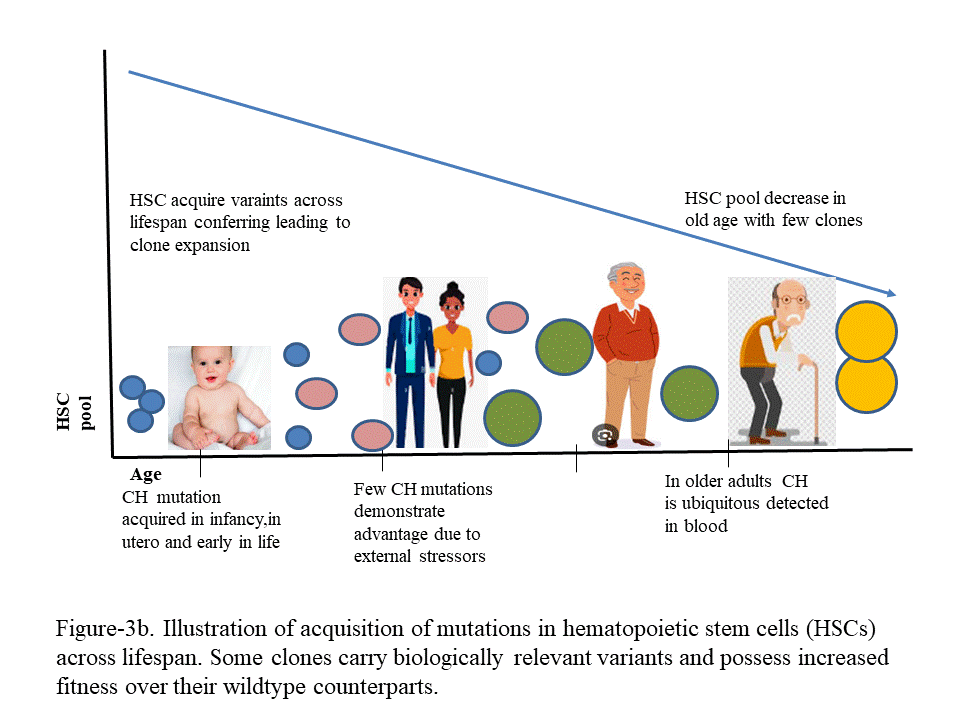 HSC acquire varaints across
lifespan conferring leading to
clone expansion
HSC pool decrease in
old age with few clones
HSC
pool
Age
CH mutation
acquired in infancy,in
utero and early in life
Few CH mutations
demonstrate
advantage due to
external stressors
In older adults CH
is ubiquitous detected
in blood
Figure-3b. Illustration of acquisition of mutations in hematopoietic stem cells (HSCs)
across lifespan. Some clones carry biologically relevant variants and possess increased
fitness over their wildtype counterparts.